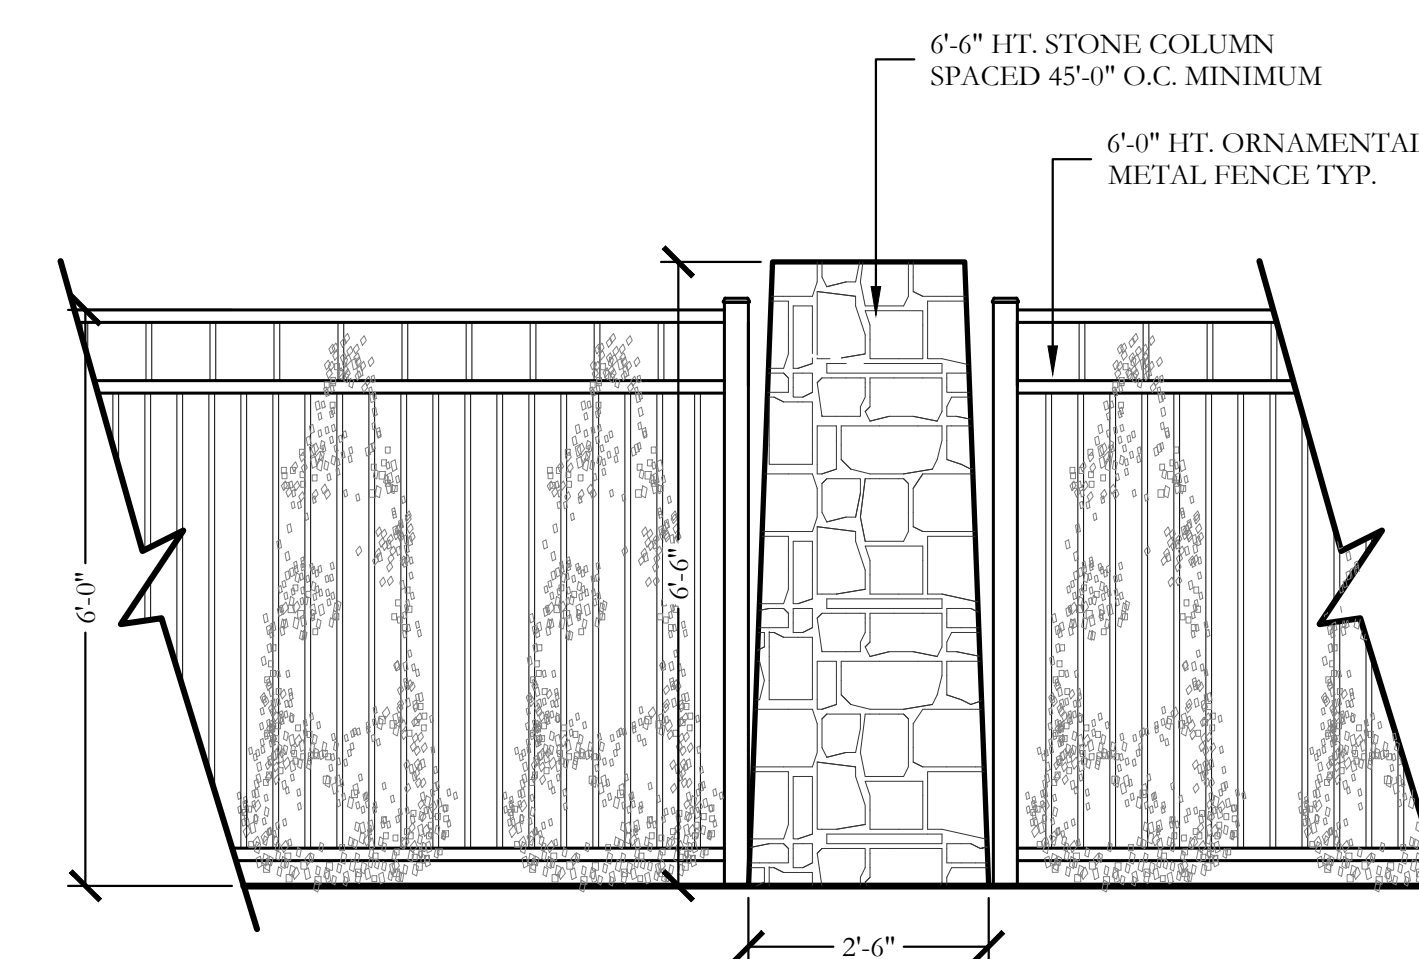 6'-6" HT. STONE COLUMN
SPACED 45'-0" O.C. MINIMUM
6'-0" HT. ORNAMENTAL
METAL FENCE TYP.
6'-0"
6'-6"
2'-6"